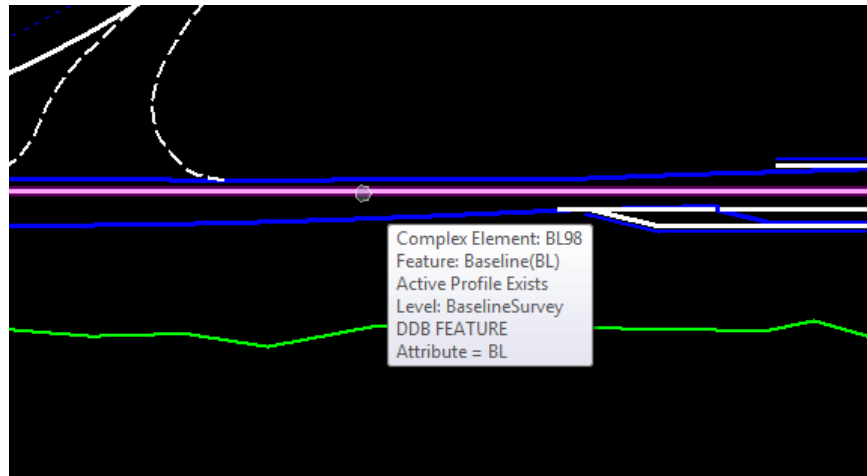 Complex Element: BL98
Feature: Baseline(BL)
Active Profile Exists
Level: BaselineSurvey
DDB FEATURE
Attribute = BL